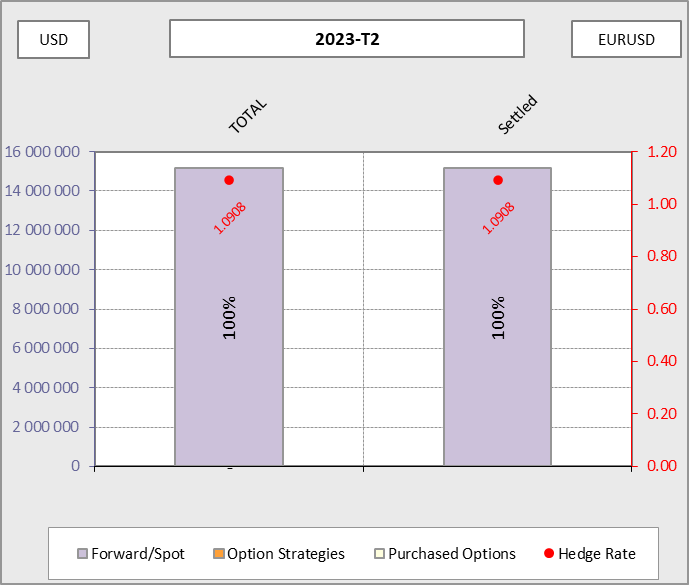 USD
2023-T2
EURUSD
TOTAL
Settled
16 000 000
14 000 000
12 000 000
10 000 000
8 000 000
6 000 000
4 000 000
2 000 000
0
1.20
1.00
0.80
0.60
0.40
0.20
0.00
1.0908
1.0908
100%
100%
Forward/Spot
Option Strategies
Purchased Options
Hedge Rate